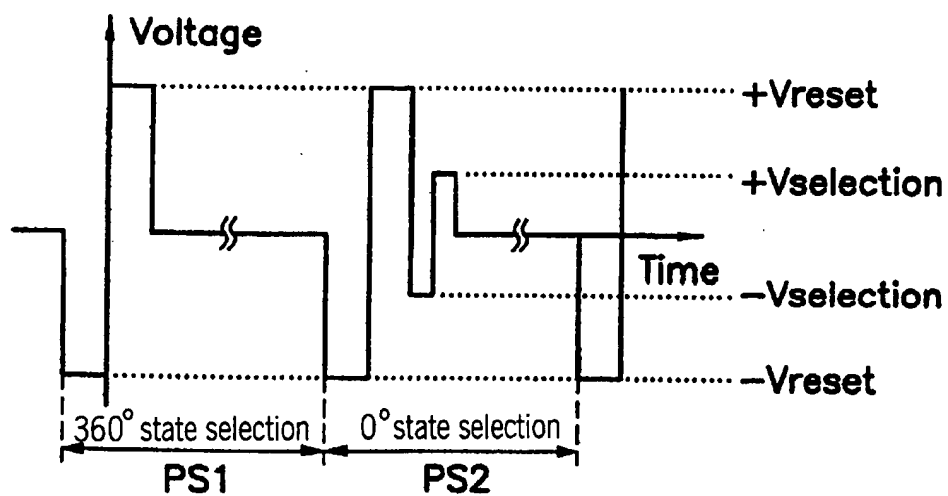 Voltage
+Vreset
+Vselection
Time
−Vselection
−Vreset
360° state selection
0° state selection
PS1
PS2